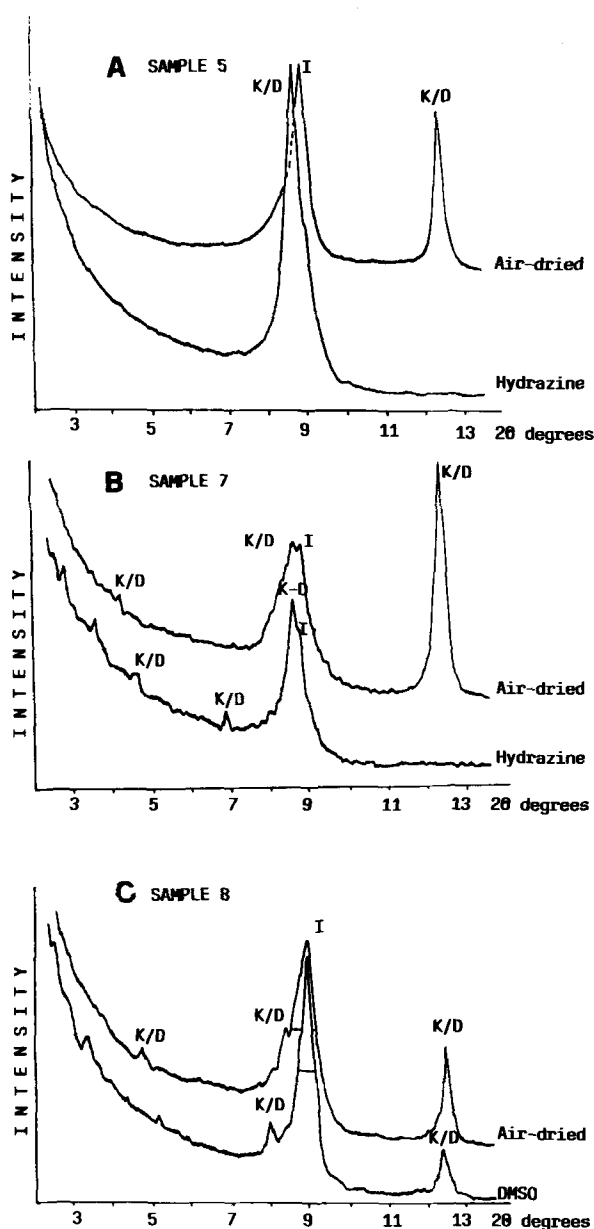 A SAMPLE 5
K/D I
K/D
INTENSITY
Air-dried
Hydrazine
3 5 7 9 11 13 2θ degrees
B SAMPLE 7
K/D
K/D I
K/D
K-D
I
K/D
K/D
INTENSITY
Air-dried
Hydrazine
3 5 7 9 11 13 2θ degrees
C SAMPLE 8
I
K/D
K/D
K/D
K/D
K/D
INTENSITY
Air-dried
DMSO
3 5 7 9 11 13 2θ degrees